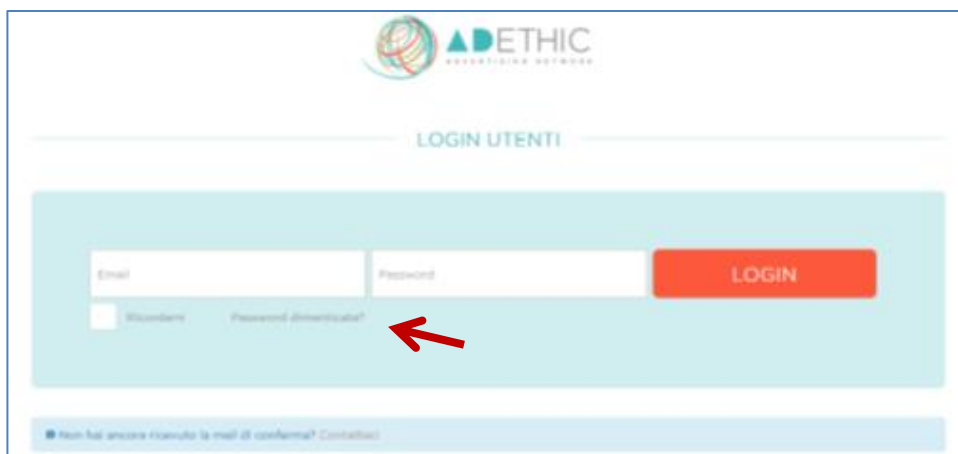 ADETHIC
ADVERTISING NETWORK
LOGIN UTENTI
Email
Password
LOGIN
Ricordami
Password dimenticata?
Non hai ancora ricevuto la mail di conferma? Contattaci